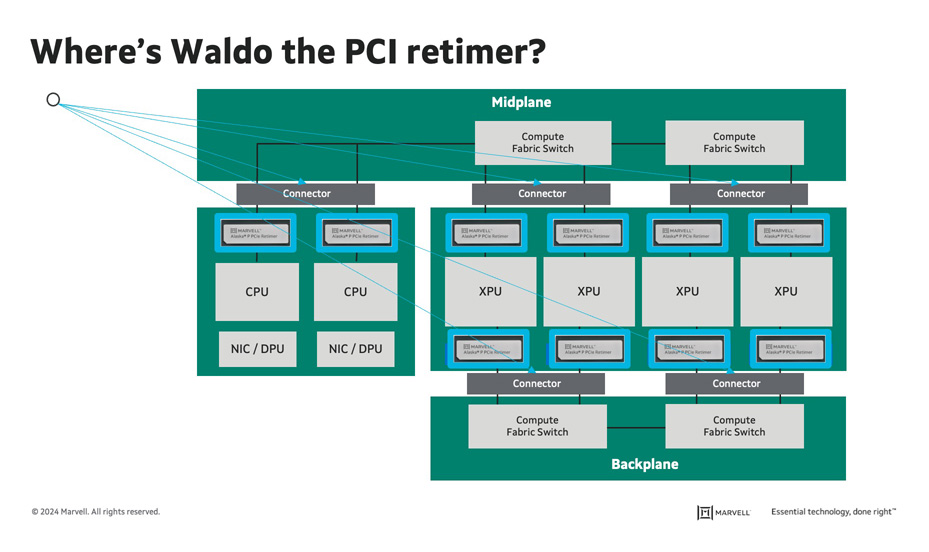 Where's Waldo the PCI retimer?
Midplane
Compute
Fabric Switch
Compute
Fabric Switch
Connector
Connector
Connector
MARVELL
Alaska® P PCIe Retimer
MARVELL
Alaska® P PCIe Retimer
MARVELL
Alaska® P PCIe Retimer
MARVELL
Alaska® P PCIe Retimer
MARVELL
Alaska® P PCIe Retimer
MARVELL
Alaska® P PCIe Retimer
CPU
CPU
XPU
XPU
XPU
XPU
NIC / DPU
NIC / DPU
MARVELL
Alaska® P PCIe Retimer
MARVELL
Alaska® P PCIe Retimer
MARVELL
Alaska® P PCIe Retimer
MARVELL
Alaska® P PCIe Retimer
Connector
Connector
Compute
Fabric Switch
Compute
Fabric Switch
Backplane
© 2024 Marvell. All rights reserved.
MARVELL
Essential technology, done right™